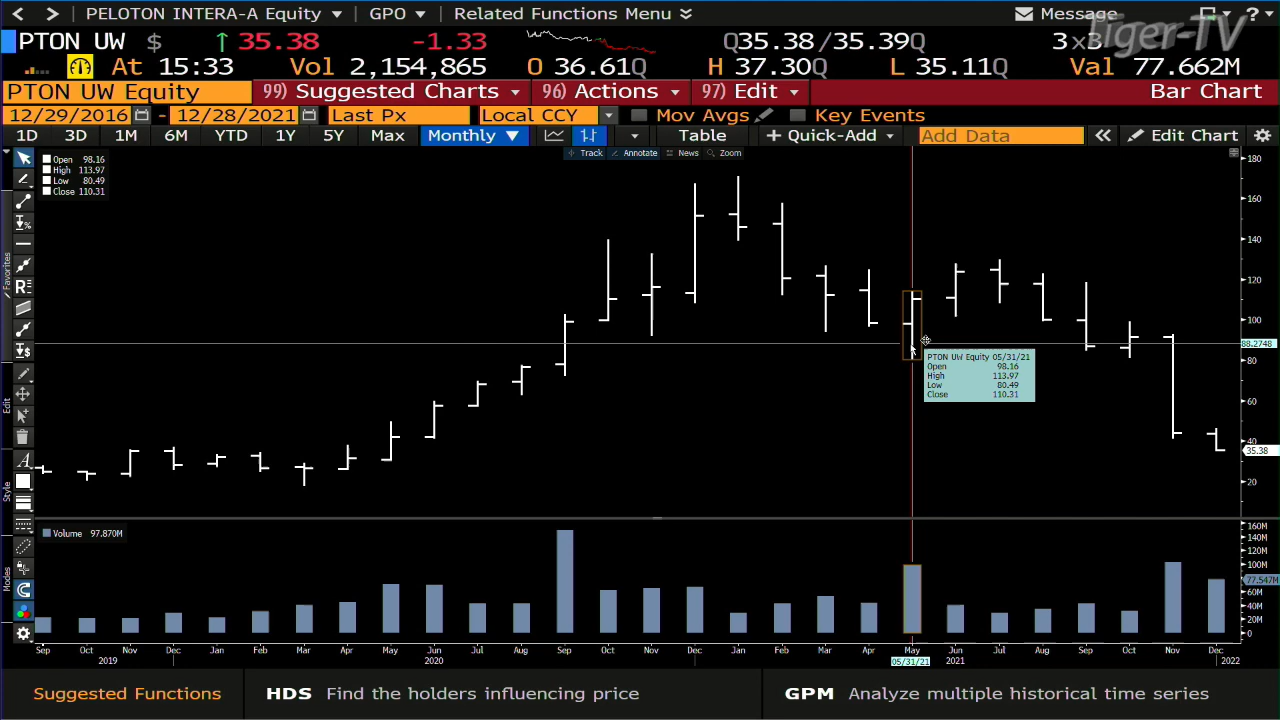 PELOTON INTERA-A Equity GPO Related Functions Menu Message ?
Tiger-TV
PTON UW $ 35.38 -1.33 Q35.38/35.39Q 3 x
At 15:33 Vol 2,154,865 O 36.61Q H 37.30Q L 35.11Q Val 77.662M
PTON UW Equity 99) Suggested Charts 96) Actions 97) Edit Bar Chart
12/29/2016 - 12/28/2021 Last Px Local CCY Mov Avgs Key Events
1D 3D 1M 6M YTD 1Y 5Y Max Monthly Table + Quick-Add Add Data Edit Chart
Track Annotate News Zoom
Open 98.16
High 113.97
Low 80.49
Close 110.31
180
160
140
120
100
88.2748
80
60
40
35.38
20
PTON UW Equity 05/31/21
Open 98.16
High 113.97
Low 80.49
Close 110.31
Favorites
Edit
Style
Modes
Volume 97.870M
160M
140M
120M
100M
77.547M
60M
40M
20M
0
Sep Oct Nov Dec Jan Feb Mar Apr May Jun Jul Aug Sep Oct Nov Dec Jan Feb Mar Apr May Jun Jul Aug Sep Oct Nov Dec
2019 2020 05/31/21 2021 2022
Suggested Functions HDS Find the holders influencing price GPM Analyze multiple historical time series